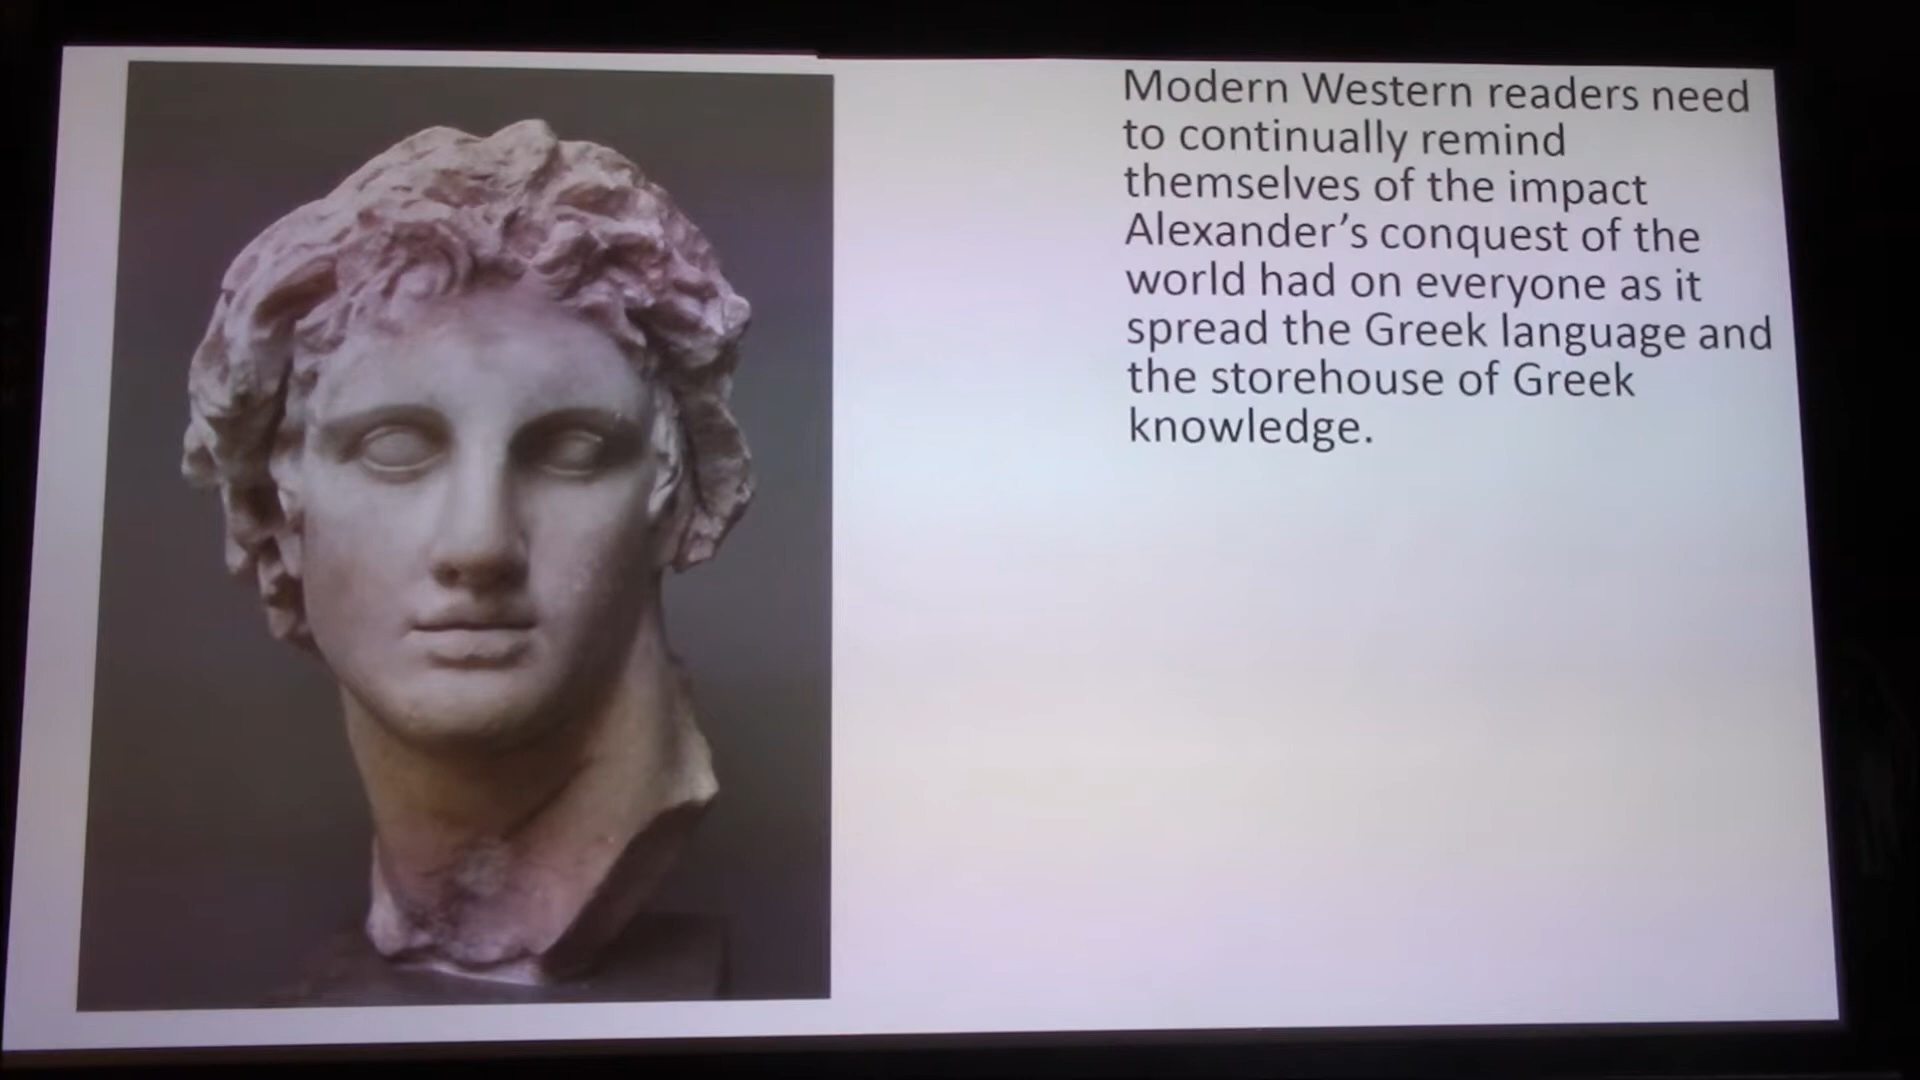 Modern Western readers need
to continually remind
themselves of the impact
Alexander’s conquest of the
world had on everyone as it
spread the Greek language and
the storehouse of Greek
knowledge.